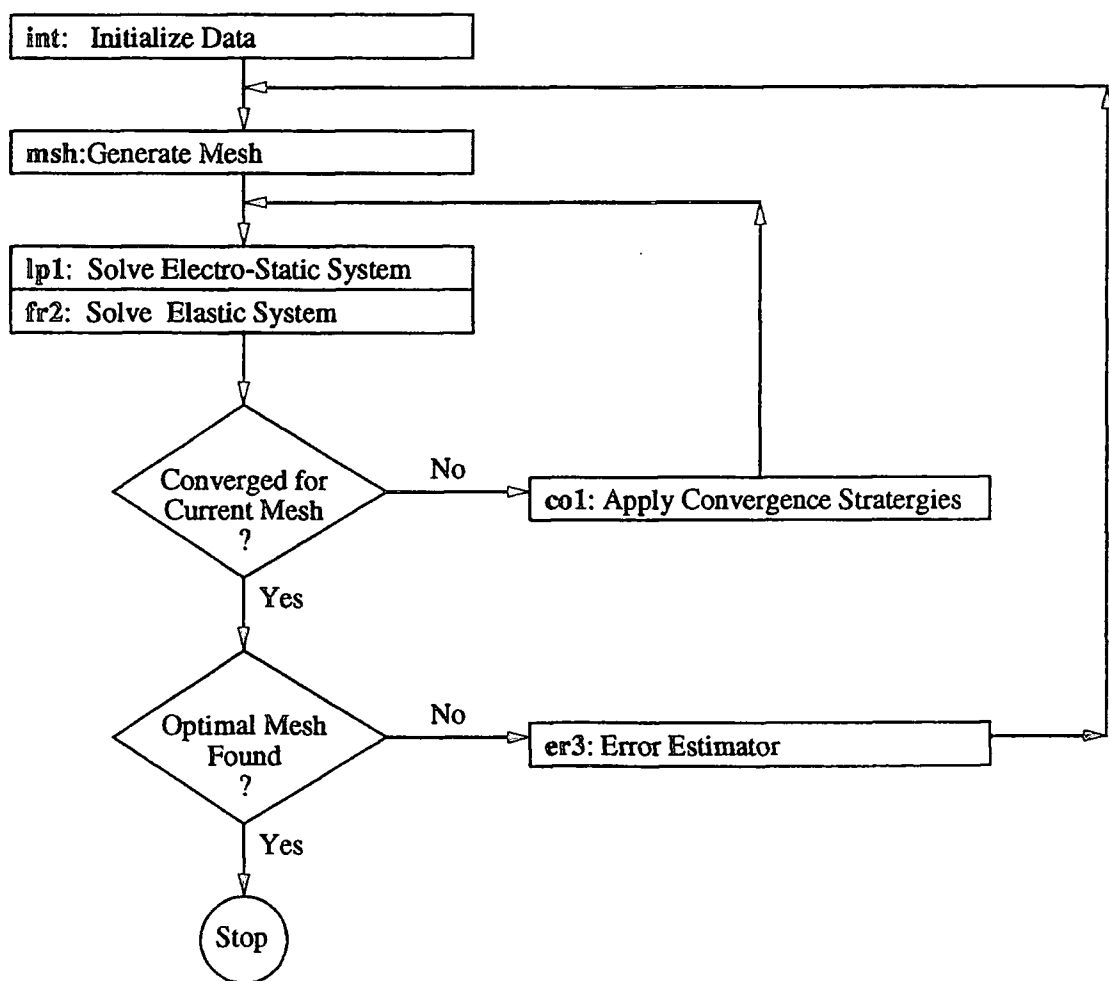 int: Initialize Data
msh:Generate Mesh
lp1: Solve Electro-Static System
fr2: Solve Elastic System
Converged for
Current Mesh
?
No
co1: Apply Convergence Stratergies
Yes
Optimal Mesh
Found
?
No
er3: Error Estimator
Yes
Stop